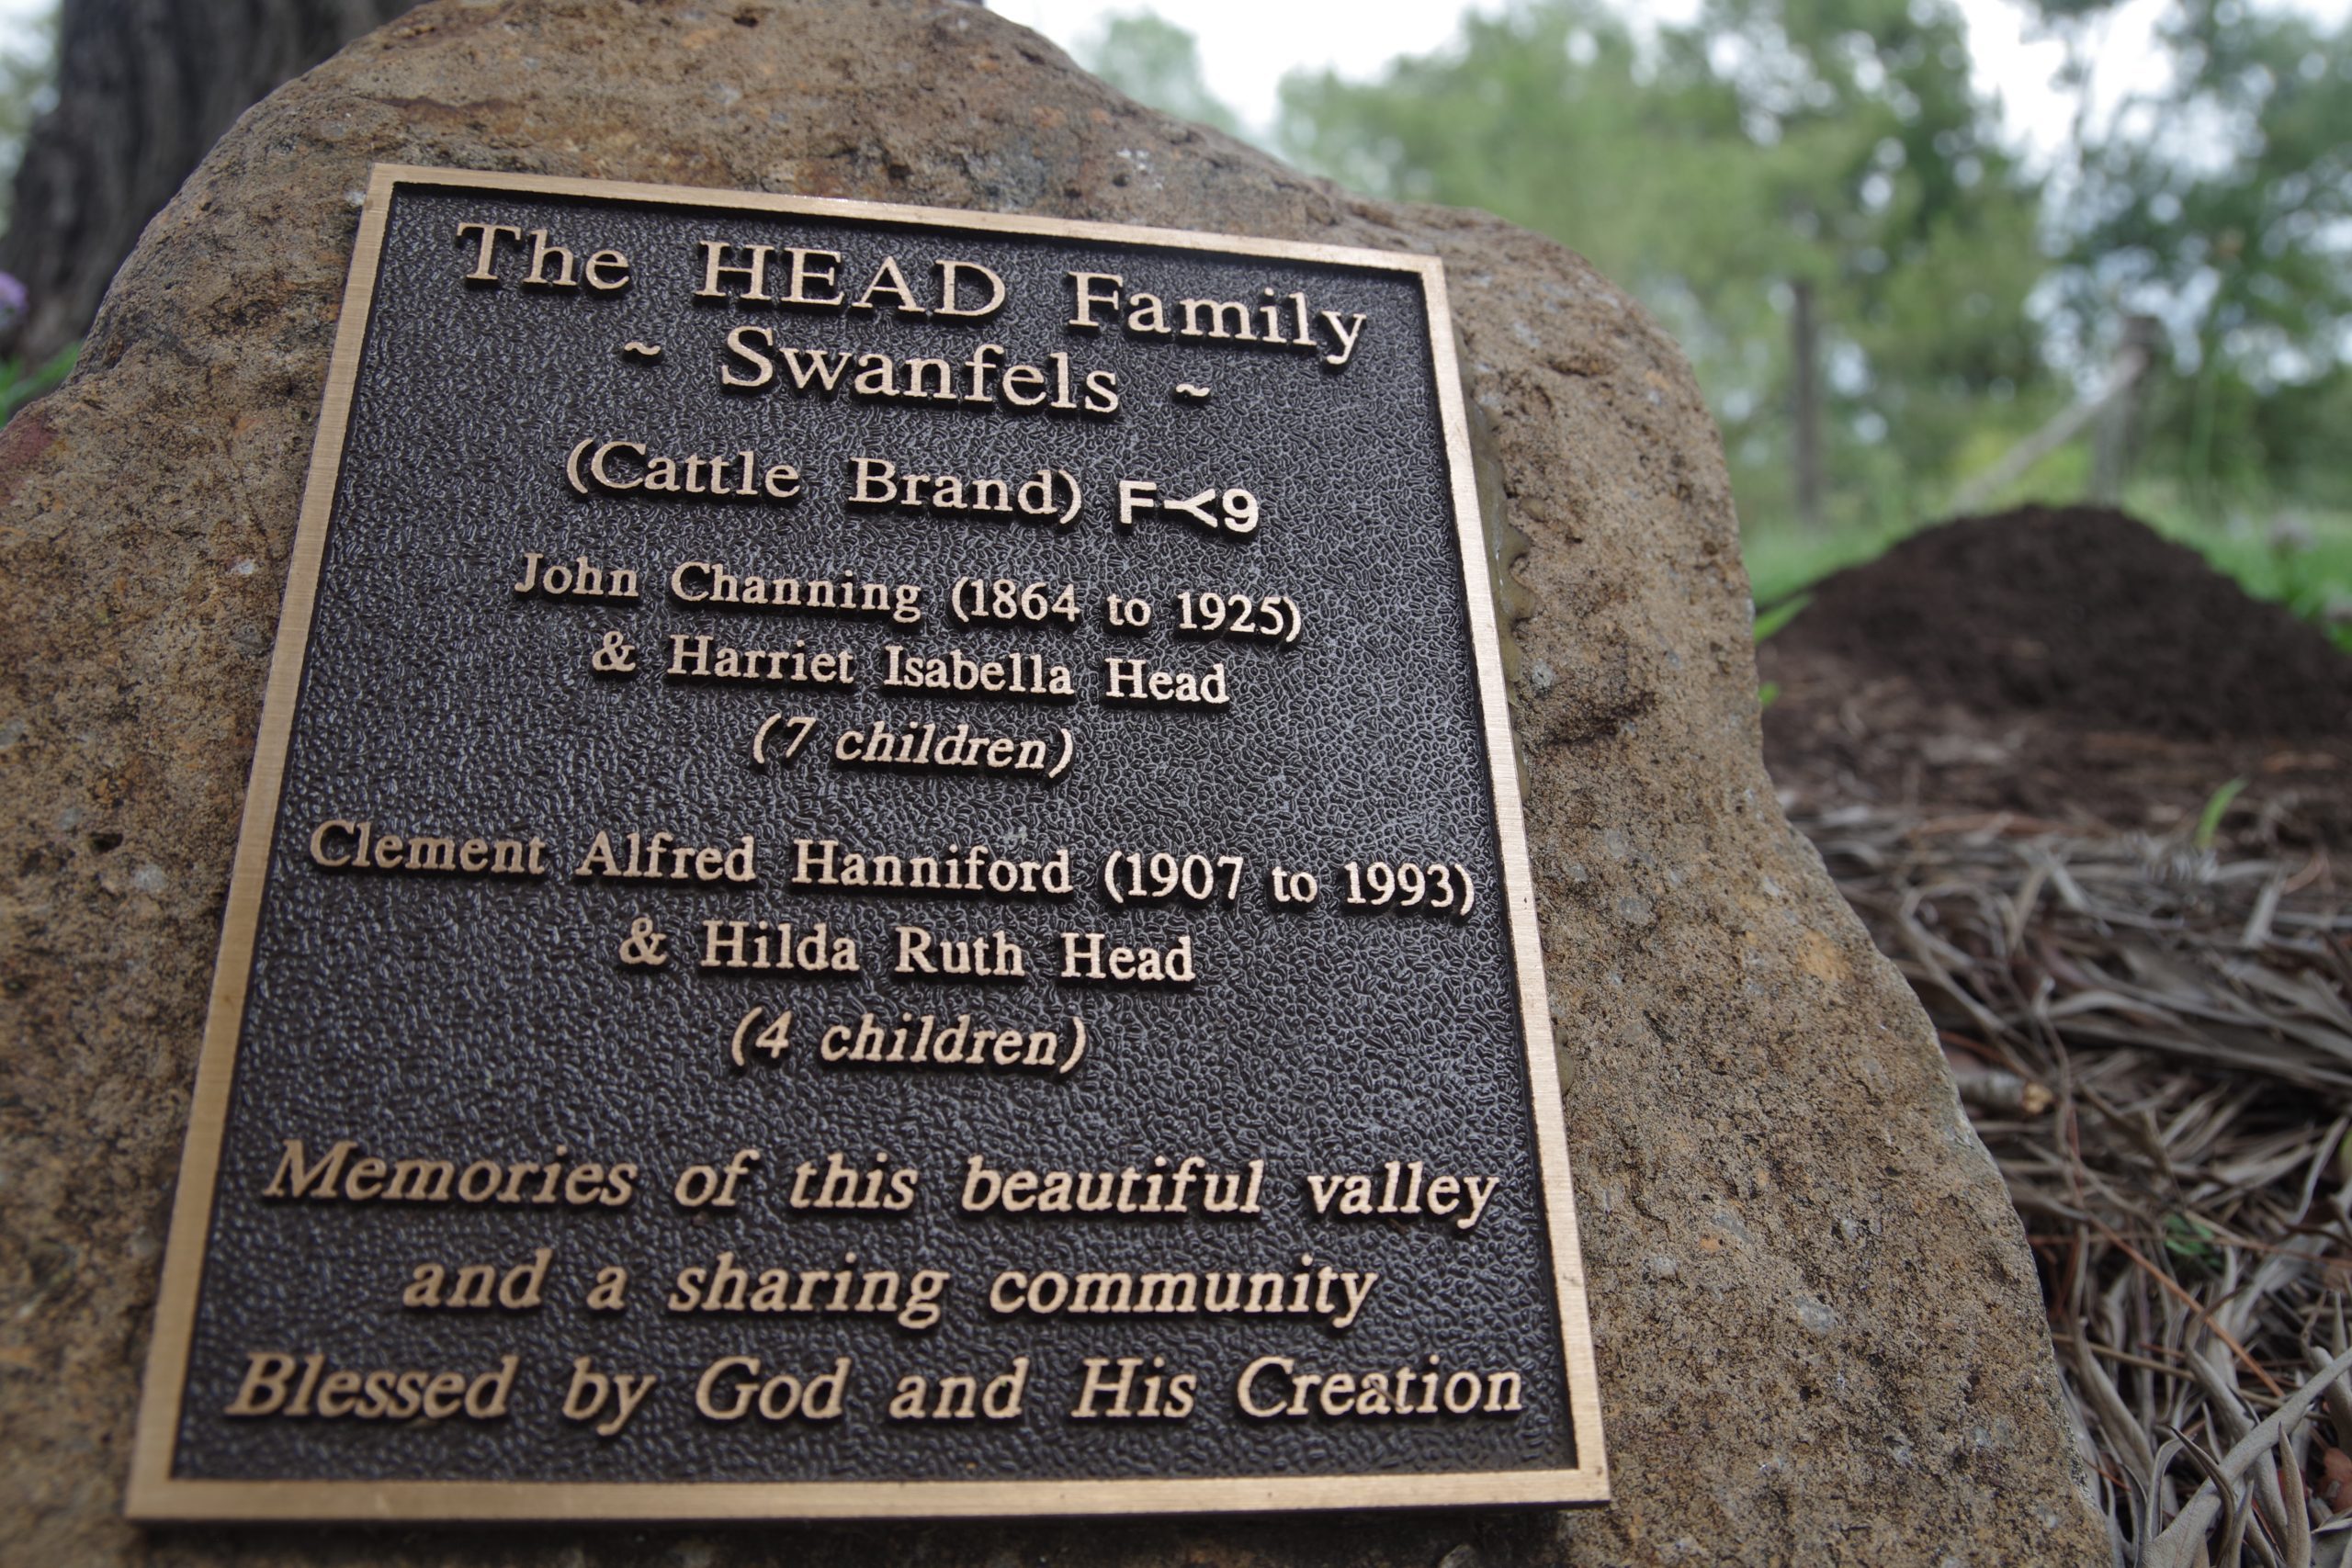 The HEAD Family
~ Swanfels ~
(Cattle Brand) F⤙9
John Channing (1864 to 1925)
& Harriet Isabella Head
(7 children)
Clement Alfred Hanniford (1907 to 1993)
& Hilda Ruth Head
(4 children)
Memories of this beautiful valley
and a sharing community
Blessed by God and His Creation